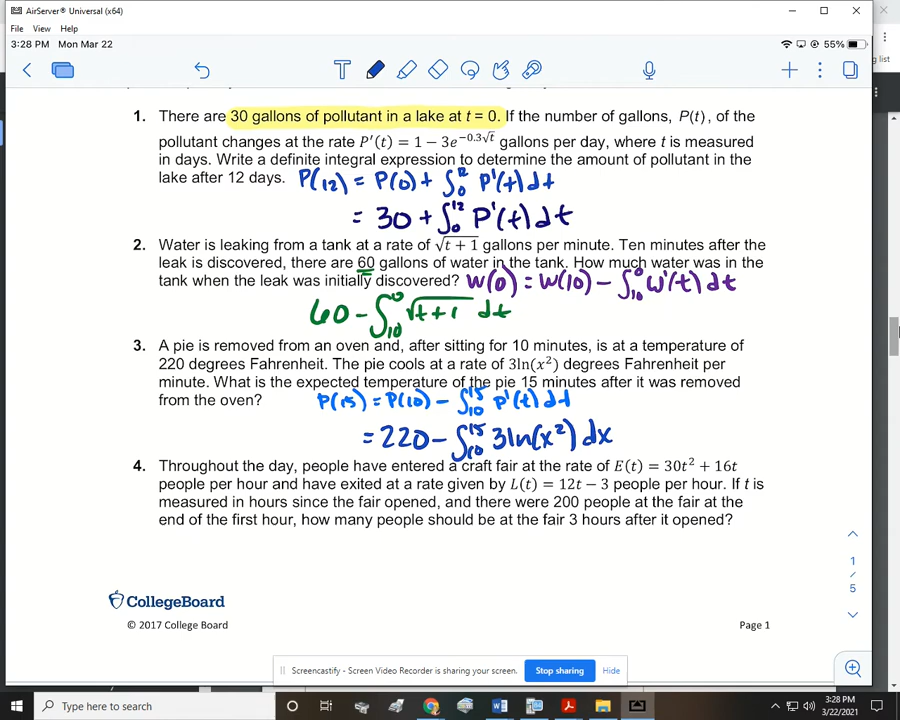 AirServer® Universal (x64)
File View Help
3:28 PM Mon Mar 22
55%
1. There are 30 gallons of pollutant in a lake at t = 0. If the number of gallons, P(t), of the
pollutant changes at the rate P′(t) = 1 − 3e^{−0.3√t} gallons per day, where t is measured
in days. Write a definite integral expression to determine the amount of pollutant in the
lake after 12 days. P(12) = P(0) + ∫₀¹² P'(t) dt
= 30 + ∫₀¹² P'(t) dt
2. Water is leaking from a tank at a rate of √(t + 1) gallons per minute. Ten minutes after the
leak is discovered, there are 60 gallons of water in the tank. How much water was in the
tank when the leak was initially discovered? W(0) = W(10) − ∫₁₀⁰ W'(t) dt
60 − ∫₁₀⁰ √(t+1) dt
3. A pie is removed from an oven and, after sitting for 10 minutes, is at a temperature of
220 degrees Fahrenheit. The pie cools at a rate of 3ln(x²) degrees Fahrenheit per
minute. What is the expected temperature of the pie 15 minutes after it was removed
from the oven? P(15) = P(10) − ∫₁₀¹⁵ P'(t) dt
= 220 − ∫₁₀¹⁵ 3ln(x²) dx
4. Throughout the day, people have entered a craft fair at the rate of E(t) = 30t² + 16t
people per hour and have exited at a rate given by L(t) = 12t − 3 people per hour. If t is
measured in hours since the fair opened, and there were 200 people at the fair at the
end of the first hour, how many people should be at the fair 3 hours after it opened?
1
/
5
CollegeBoard
© 2017 College Board
Page 1
Screencastify - Screen Video Recorder is sharing your screen. Stop sharing Hide
Type here to search
3:28 PM
3/22/2021